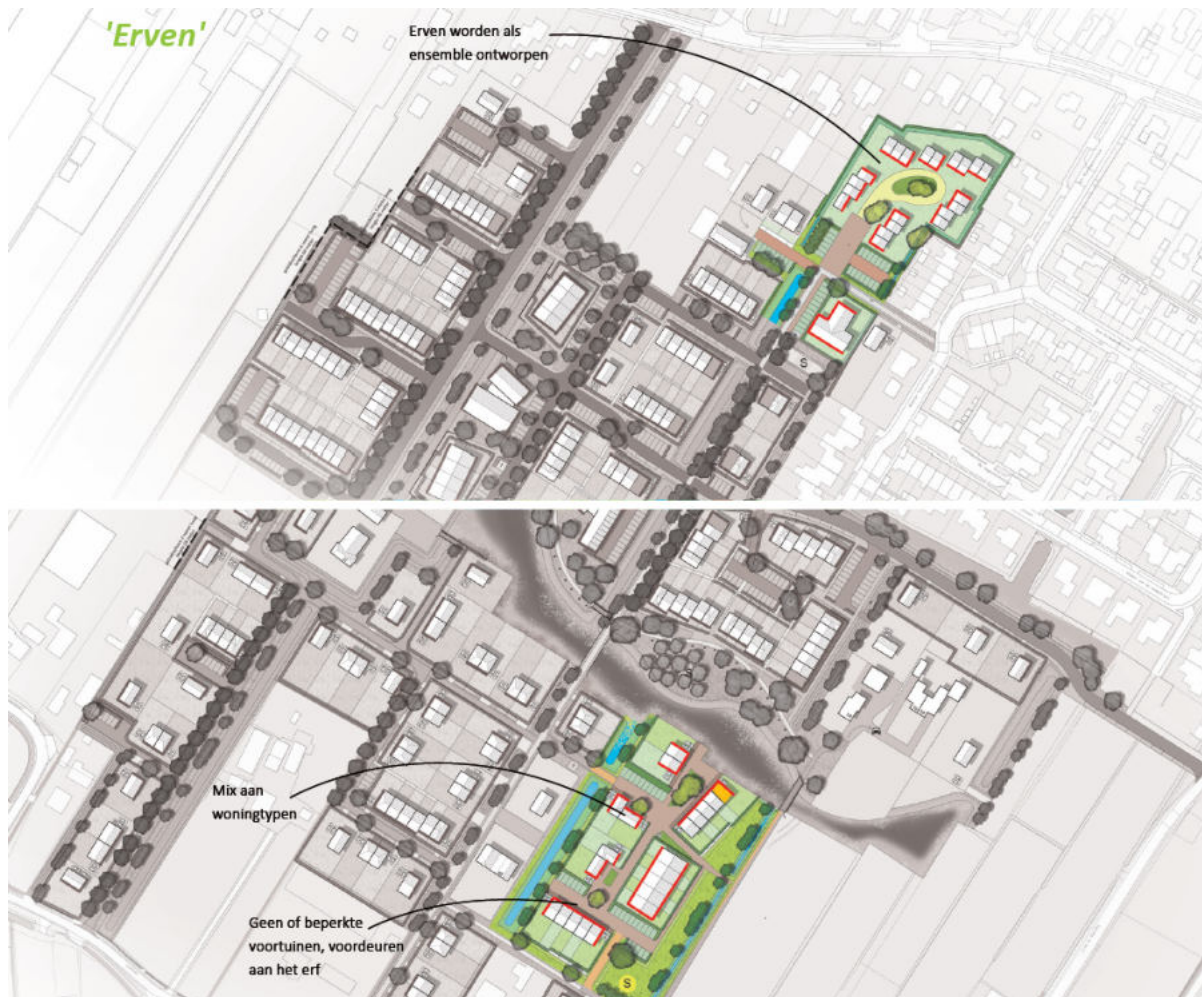 'Erven'
Erven worden als
ensemble ontworpen
S
Mix aan
woningtypen
Geen of beperkte
voortuinen, voordeuren
aan het erf
S